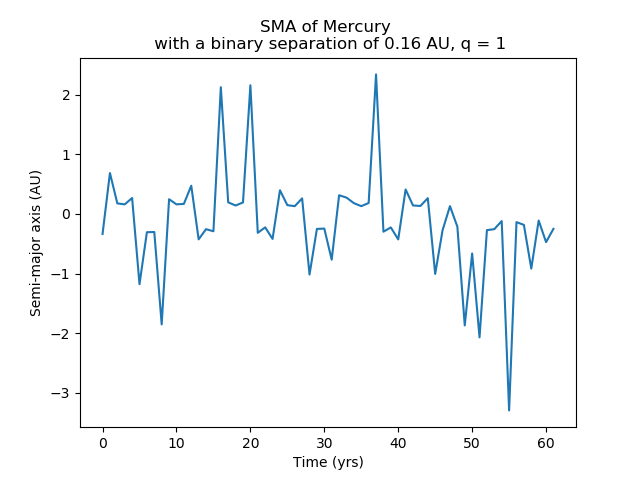 SMA of Mercury
with a binary separation of 0.16 AU, q = 1
Semi-major axis (AU)
2
1
0
−1
−2
−3
0 10 20 30 40 50 60
Time (yrs)